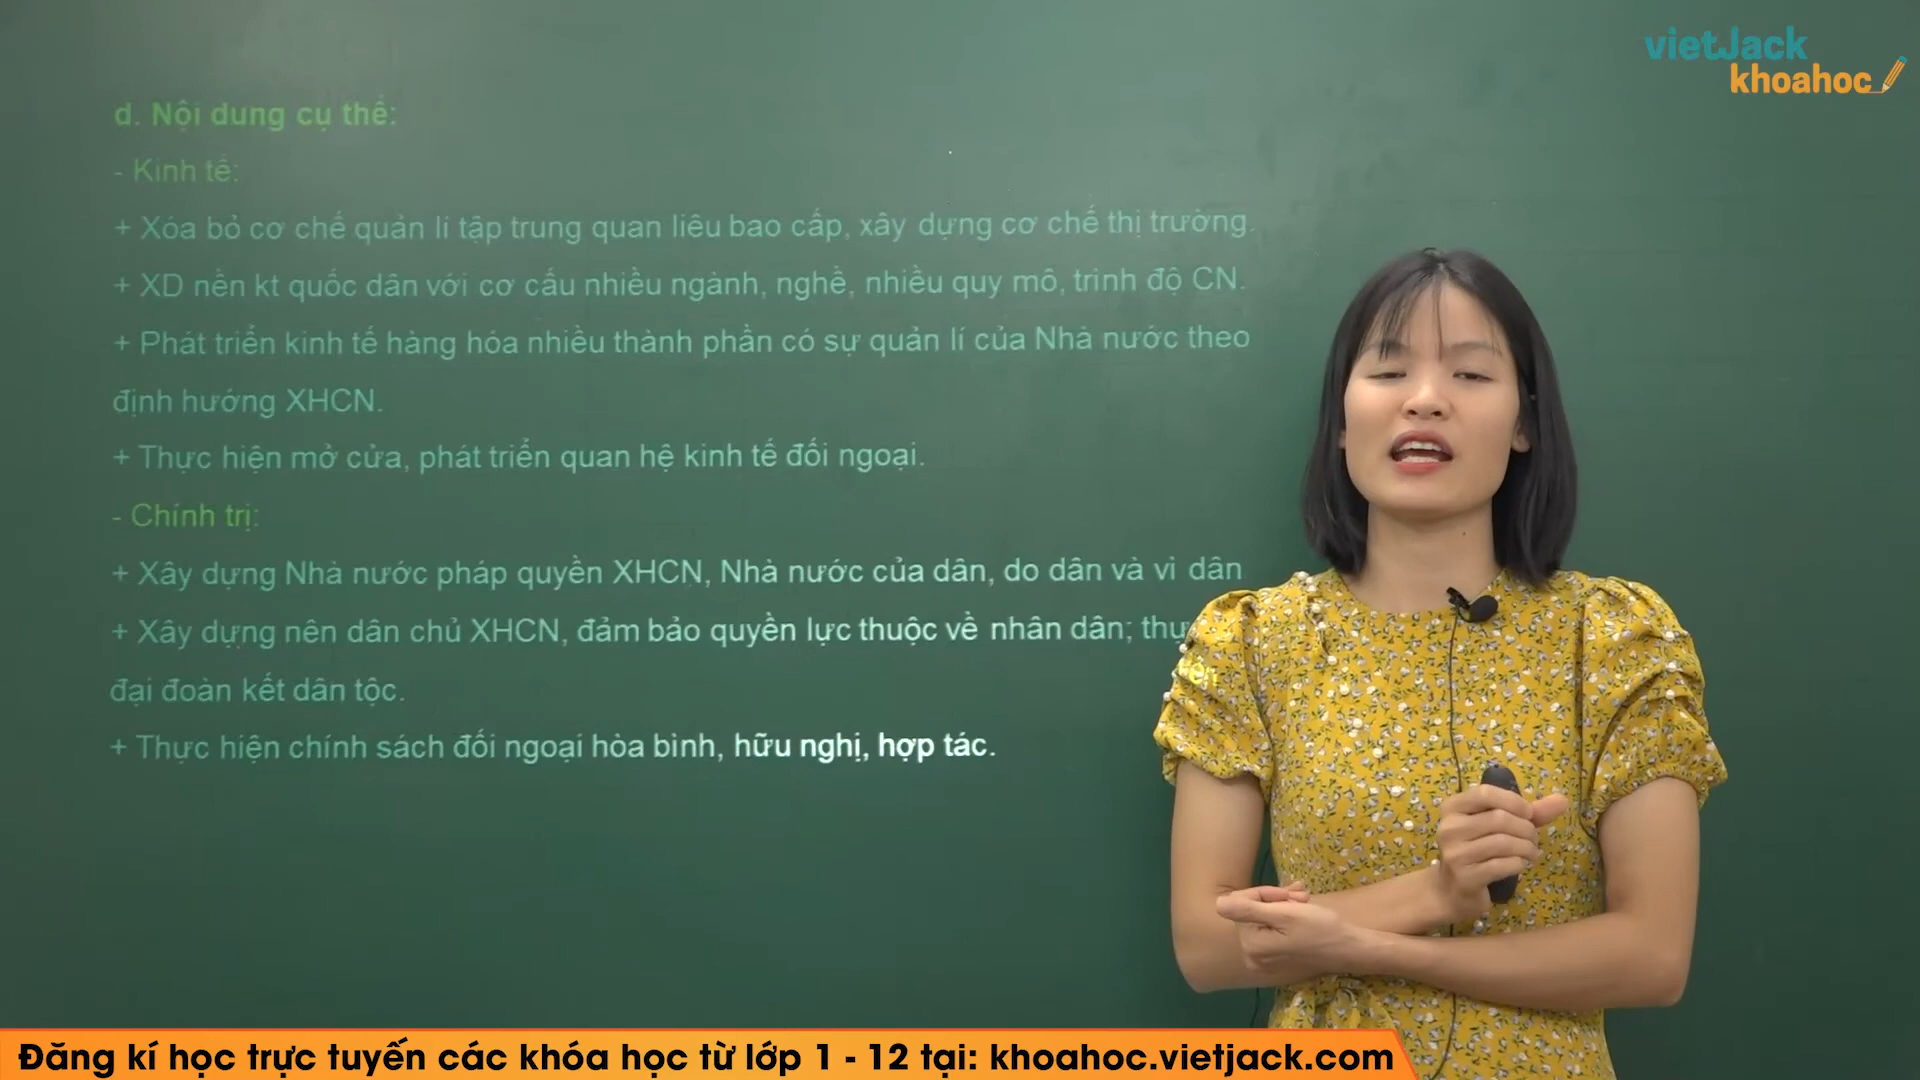 vietJack
khoahoc
d. Nội dung cụ thể:
- Kinh tế:
+ Xóa bỏ cơ chế quản lí tập trung quan liêu bao cấp, xây dựng cơ chế thị trường.
+ XD nền kt quốc dân với cơ cấu nhiều ngành, nghề, nhiều quy mô, trình độ CN.
+ Phát triển kinh tế hàng hóa nhiều thành phần có sự quản lí của Nhà nước theo
định hướng XHCN.
+ Thực hiện mở cửa, phát triển quan hệ kinh tế đối ngoại.
- Chính trị:
+ Xây dựng Nhà nước pháp quyền XHCN, Nhà nước của dân, do dân và vì dân
+ Xây dựng nên dân chủ XHCN, đảm bảo quyền lực thuộc về nhân dân;
đại đoàn kết dân tộc.
+ Thực hiện chính sách đối ngoại hòa bình, hữu nghị, hợp tác.
Đăng kí học trực tuyến các khóa học từ lớp 1 - 12 tại: khoahoc.vietjack.com